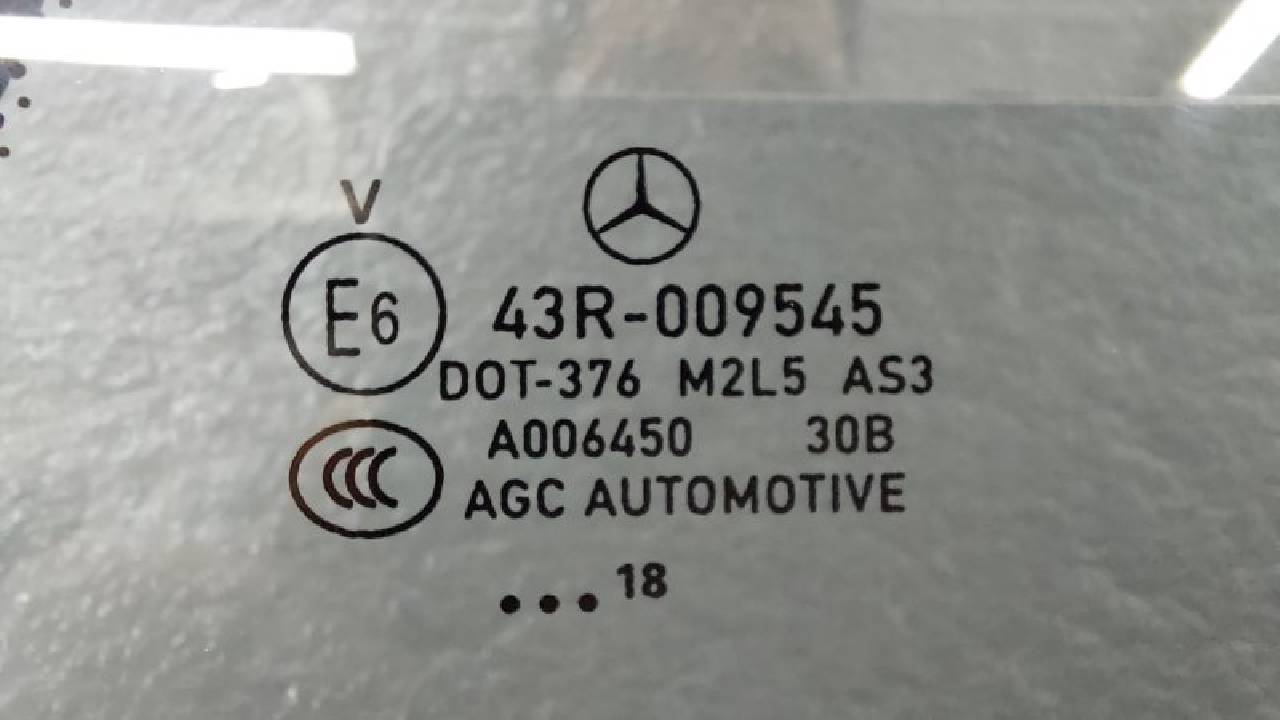 V
E6
43R-009545
DOT-376 M2L5 AS3
A006450 30B
CCC
AGC AUTOMOTIVE
...18